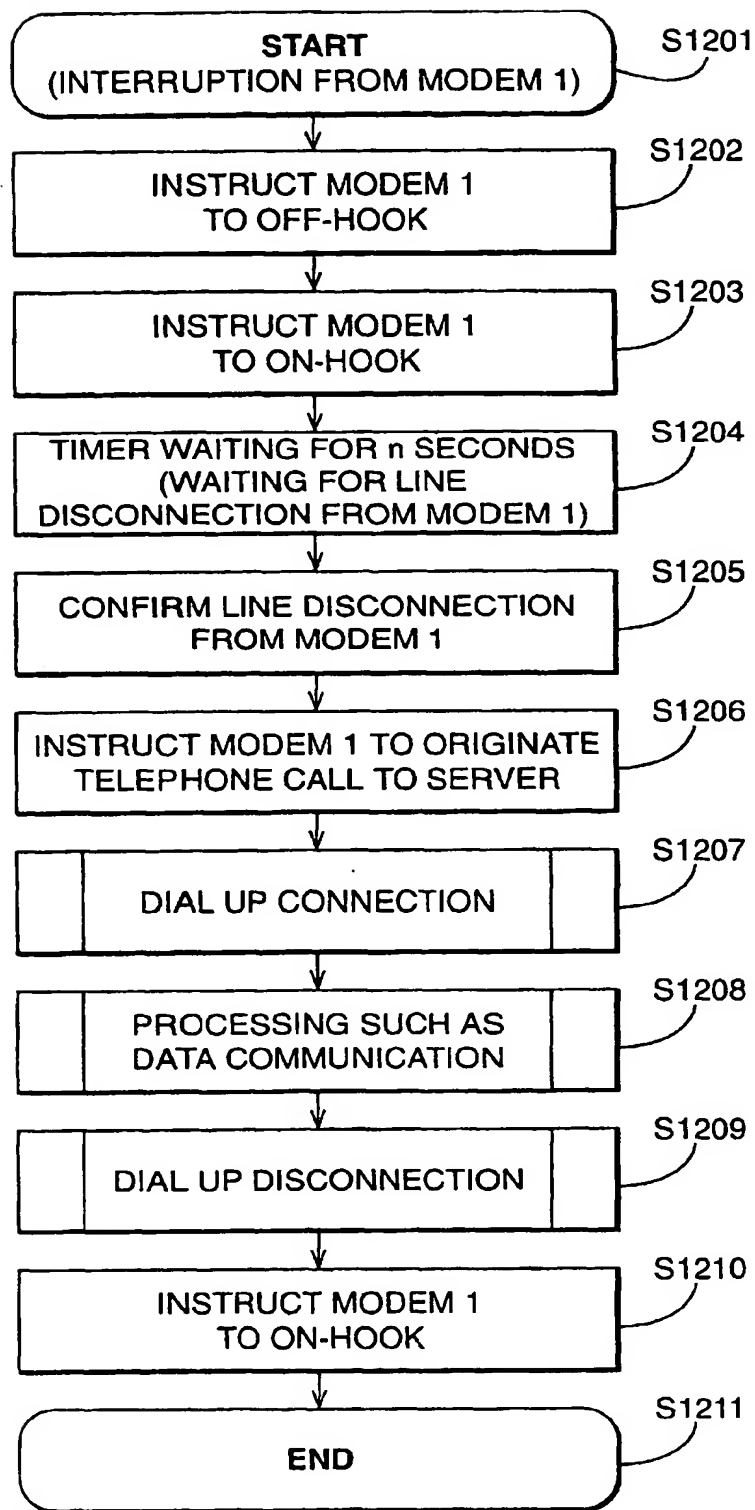 START
(INTERRUPTION FROM MODEM 1)
S1201
INSTRUCT MODEM 1
TO OFF-HOOK
S1202
INSTRUCT MODEM 1
TO ON-HOOK
S1203
TIMER WAITING FOR n SECONDS
(WAITING FOR LINE
DISCONNECTION FROM MODEM 1)
S1204
CONFIRM LINE DISCONNECTION
FROM MODEM 1
S1205
INSTRUCT MODEM 1 TO ORIGINATE
TELEPHONE CALL TO SERVER
S1206
DIAL UP CONNECTION
S1207
PROCESSING SUCH AS
DATA COMMUNICATION
S1208
DIAL UP DISCONNECTION
S1209
INSTRUCT MODEM 1
TO ON-HOOK
S1210
END
S1211